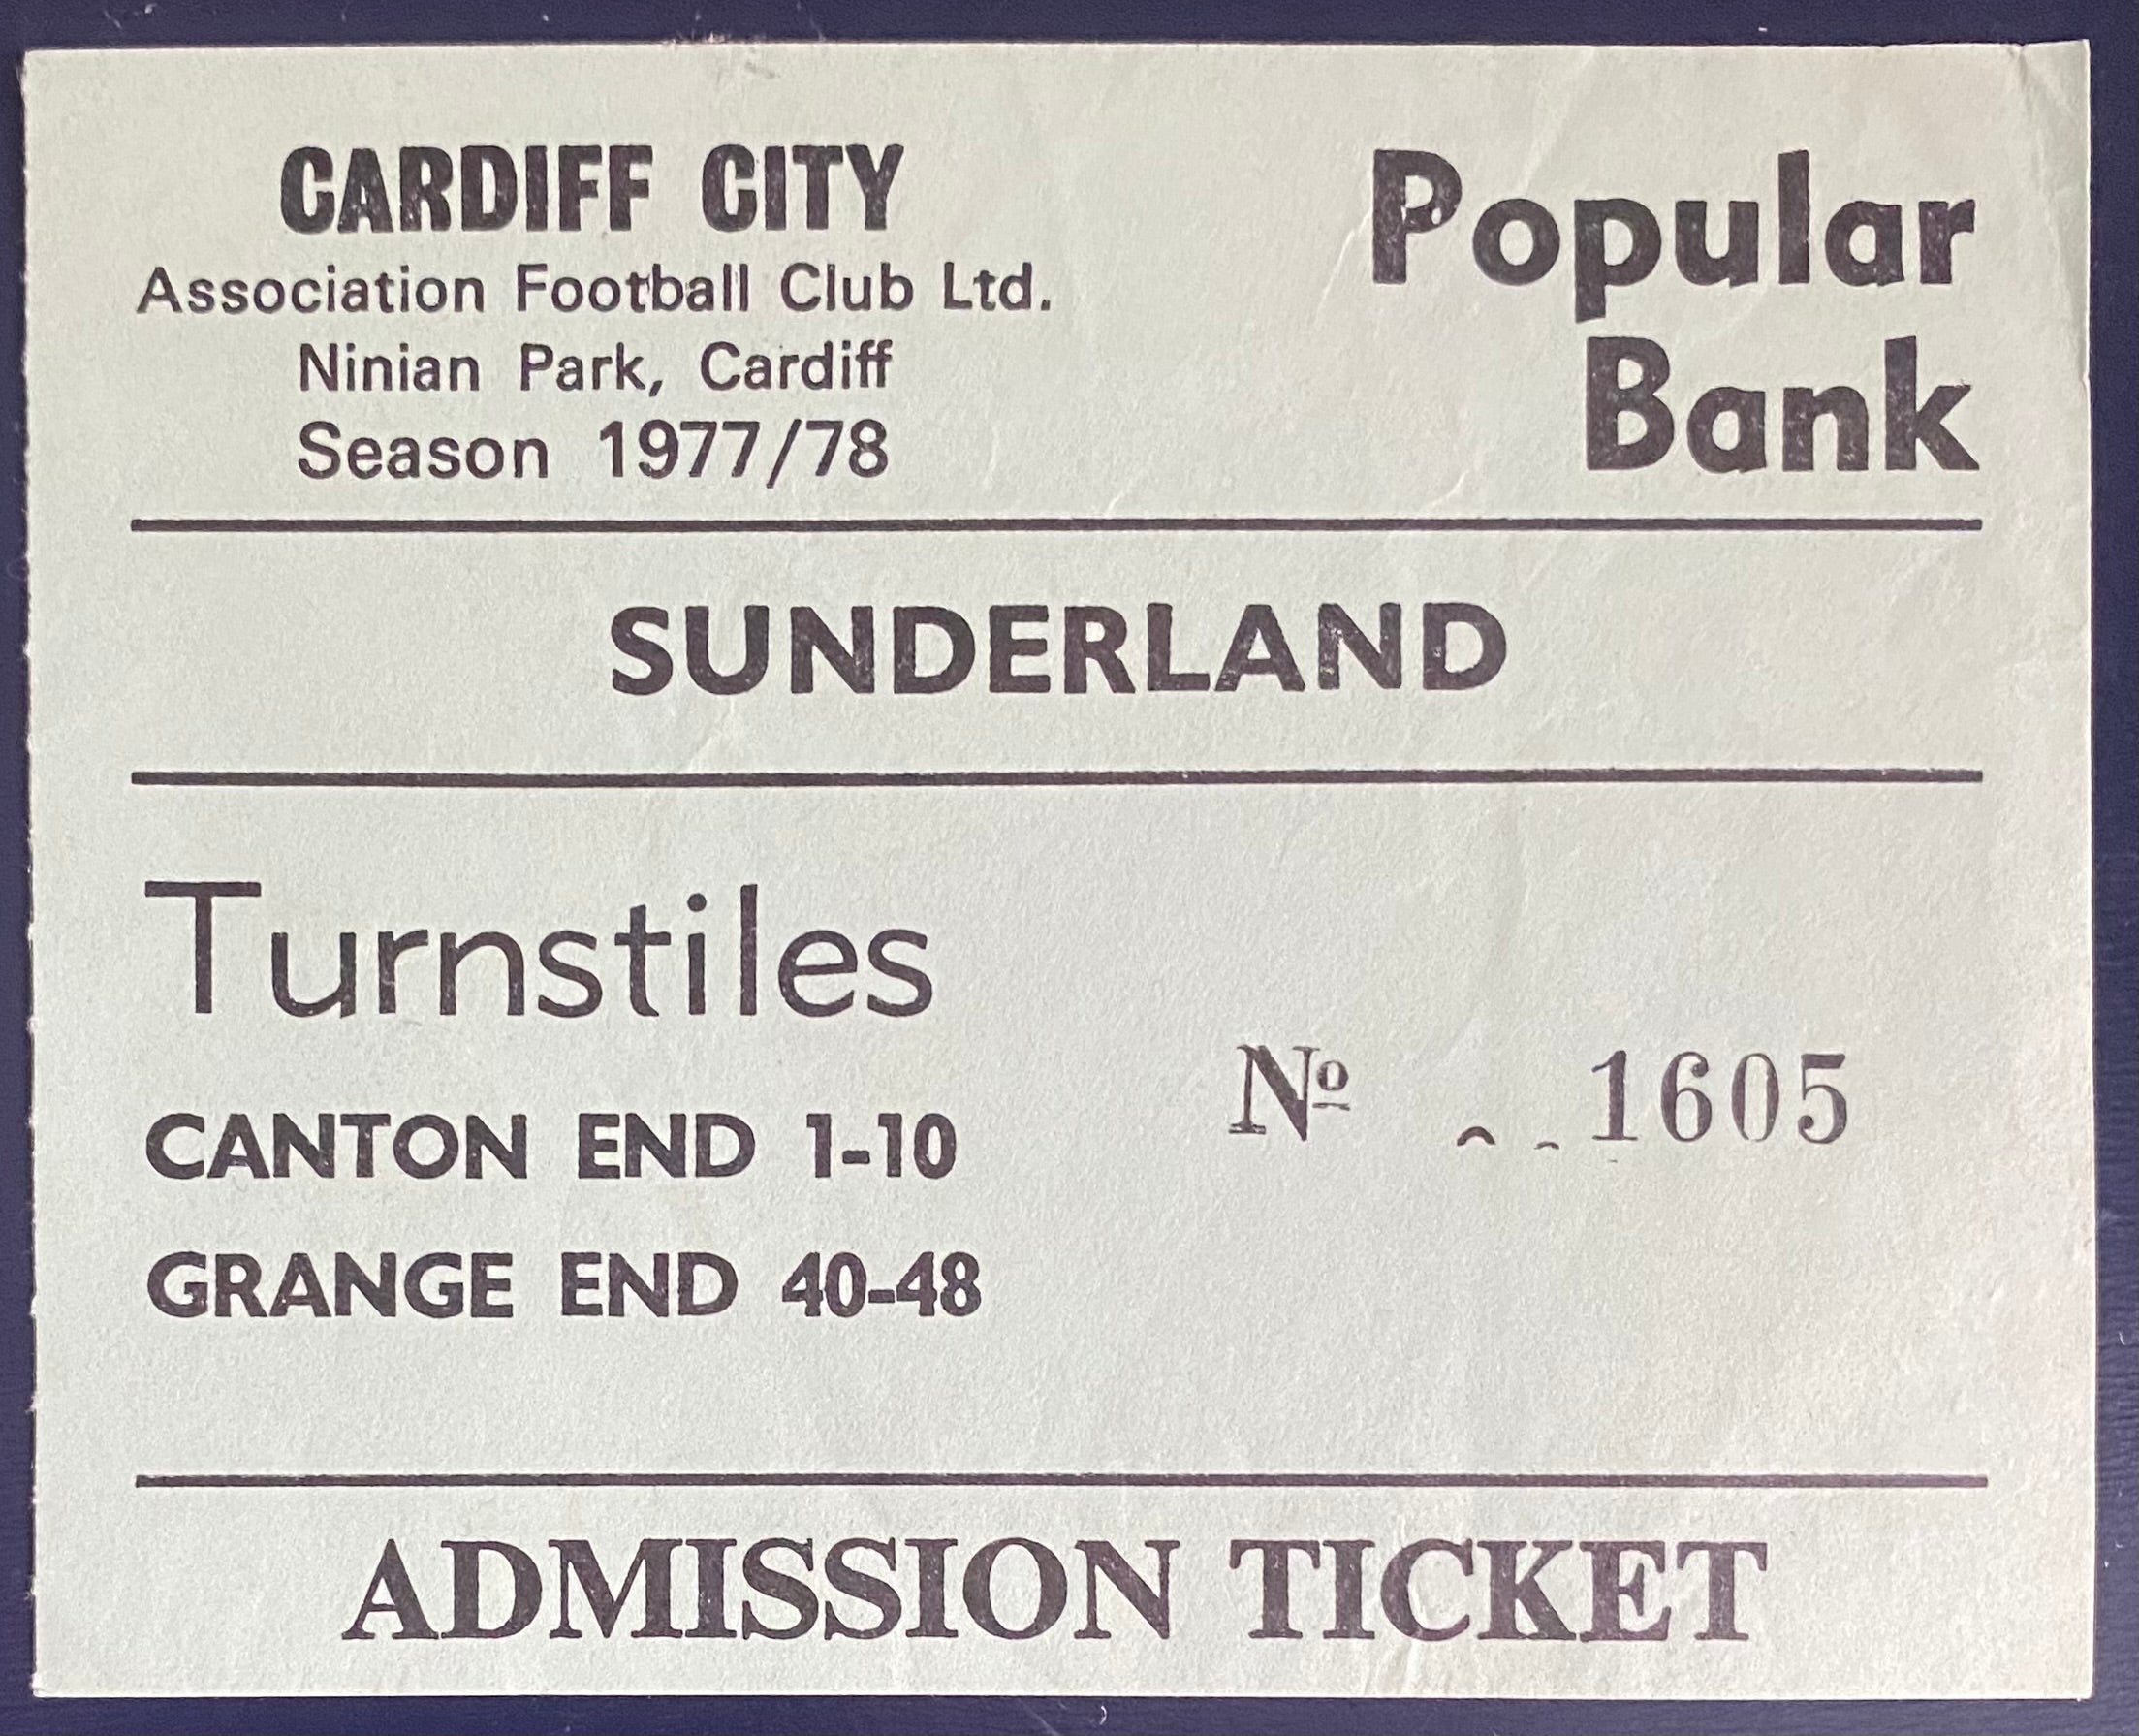 CARDIFF CITY
Association Football Club Ltd.
Ninian Park, Cardiff
Season 1977/78
Popular
Bank
SUNDERLAND
Turnstiles
CANTON END 1-10
GRANGE END 40-48
Nº 1605
ADMISSION TICKET